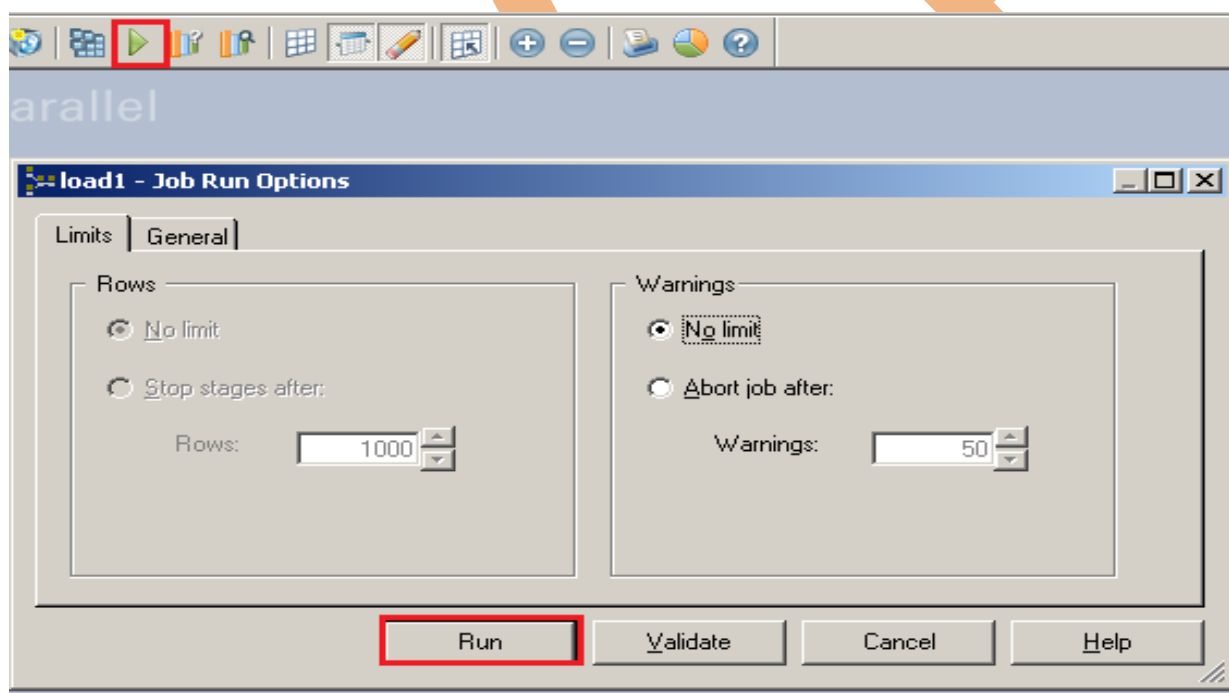 arallel
load1 - Job Run Options
Limits General
Rows
No limit
Stop stages after:
Rows: 1000
Warnings
No limit
Abort job after:
Warnings: 50
Run Validate Cancel Help